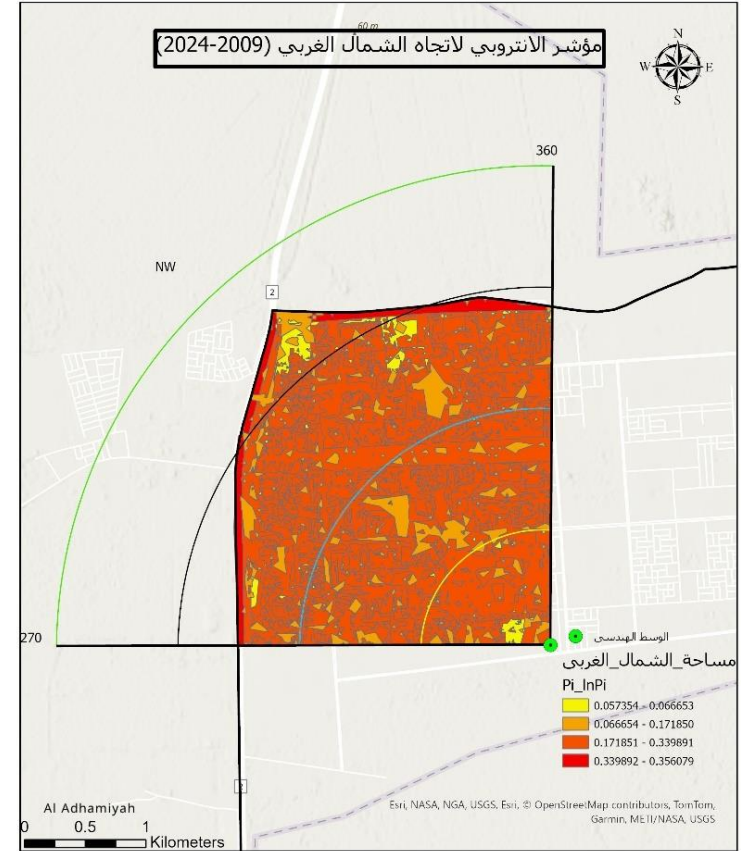 60 m
مؤشر الانتروبي لاتجاه الشمال الغربي (2009-2024)
N
W E
S
360
NW
2
270
الوسط الهندسي
مساحة_الشمال_الغربي
Pi_lnPi
0.057354 - 0.066653
0.066654 - 0.171850
0.171851 - 0.339891
0.339892 - 0.356079
2
Al Adhamiyah
0 0.5 1
Kilometers
Esri, NASA, NGA, USGS, Esri, © OpenStreetMap contributors, TomTom,
Garmin, METI/NASA, USGS